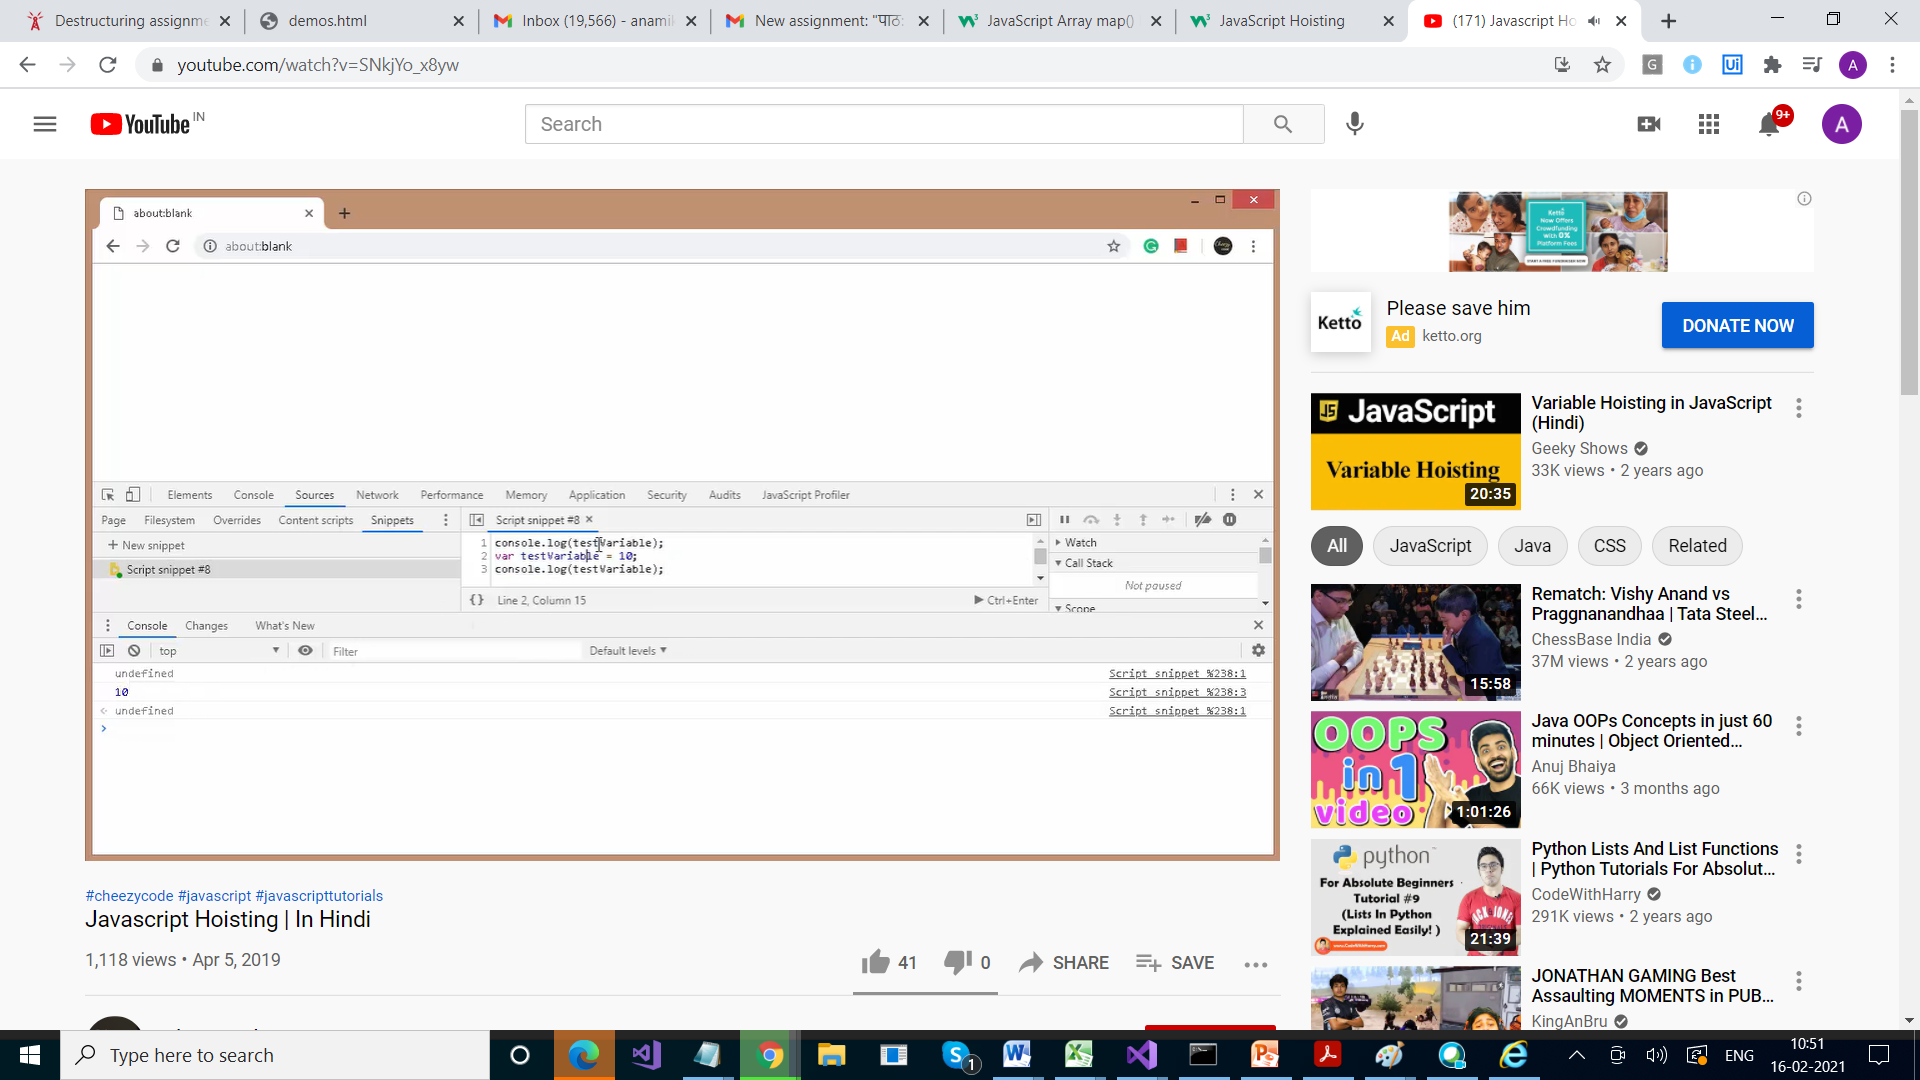 Destructuring assignme
demos.html
Inbox (19,566) - anamik
New assignment: "पाठ:
JavaScript Array map()
JavaScript Hoisting
(171) Javascript Ho
youtube.com/watch?v=SNkjYo_x8yw
YouTube IN
Search
9+
A
about:blank
about:blank
Elements Console Sources Network Performance Memory Application Security Audits JavaScript Profiler
Page Filesystem Overrides Content scripts Snippets
Script snippet #8
+ New snippet
Script snippet #8
1 console.log(testVariable);
2 var testVariable = 10;
3 console.log(testVariable);
{} Line 2, Column 15
Ctrl+Enter
Watch
Call Stack
Not paused
Scope
Console Changes What's New
top
Filter
Default levels
undefined Script snippet %238:1
10 Script snippet %238:3
undefined Script snippet %238:1
#cheezycode #javascript #javascripttutorials
Javascript Hoisting | In Hindi
1,118 views • Apr 5, 2019
41
0
SHARE
SAVE
Ketto
Now Offers
Crowdfunding
With 0%
Platform Fees
Ketto
Please save him
Ad ketto.org
DONATE NOW
JS JavaScript
Variable Hoisting
20:35
Variable Hoisting in JavaScript
(Hindi)
Geeky Shows
33K views • 2 years ago
All JavaScript Java CSS Related
15:58
Rematch: Vishy Anand vs
Praggnanandhaa | Tata Steel...
ChessBase India
37M views • 2 years ago
OOPS
in 1
video
1:01:26
Java OOPs Concepts in just 60
minutes | Object Oriented...
Anuj Bhaiya
66K views • 3 months ago
python
For Absolute Beginners
Tutorial #9
(Lists In Python
Explained Easily! )
21:39
Python Lists And List Functions
| Python Tutorials For Absolut...
CodeWithHarry
291K views • 2 years ago
JONATHAN GAMING Best
Assaulting MOMENTS in PUB...
KingAnBru
Type here to search
1
ENG
10:51
16-02-2021